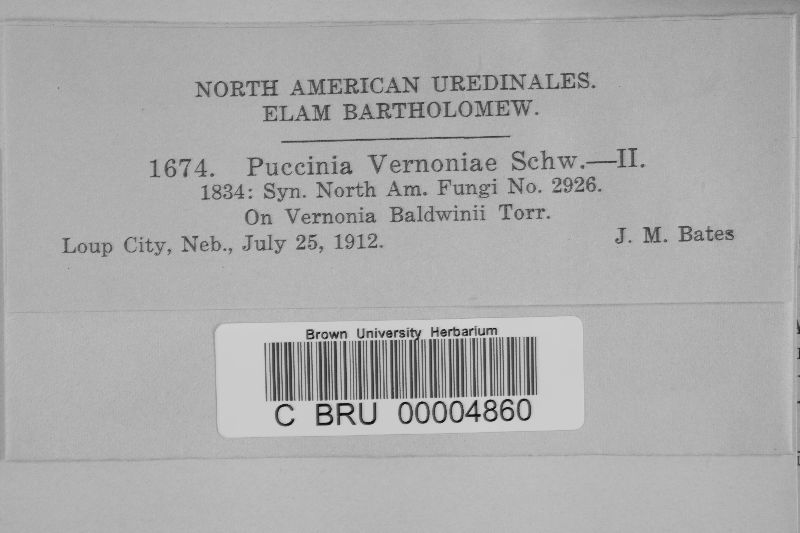 NORTH AMERICAN UREDINALES.
ELAM BARTHOLOMEW.
1674. Puccinia Vernoniae Schw.—II.
1834: Syn. North Am. Fungi No. 2926.
On Vernonia Baldwinii Torr.
Loup City, Neb., July 25, 1912. J. M. Bates
Brown University Herbarium
C BRU 00004860